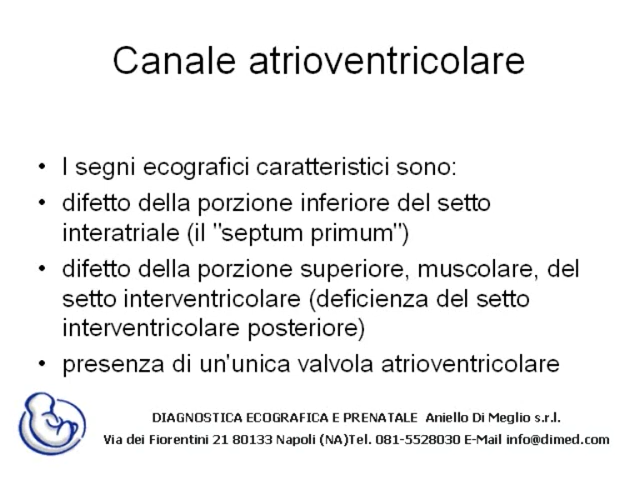 Canale atrioventricolare
• I segni ecografici caratteristici sono:
• difetto della porzione inferiore del setto
interatriale (il "septum primum")
• difetto della porzione superiore, muscolare, del
setto interventricolare (deficienza del setto
interventricolare posteriore)
• presenza di un'unica valvola atrioventricolare
DIAGNOSTICA ECOGRAFICA E PRENATALE Aniello Di Meglio s.r.l.
Via dei Fiorentini 21 80133 Napoli (NA)Tel. 081-5528030 E-Mail info@dimed.com